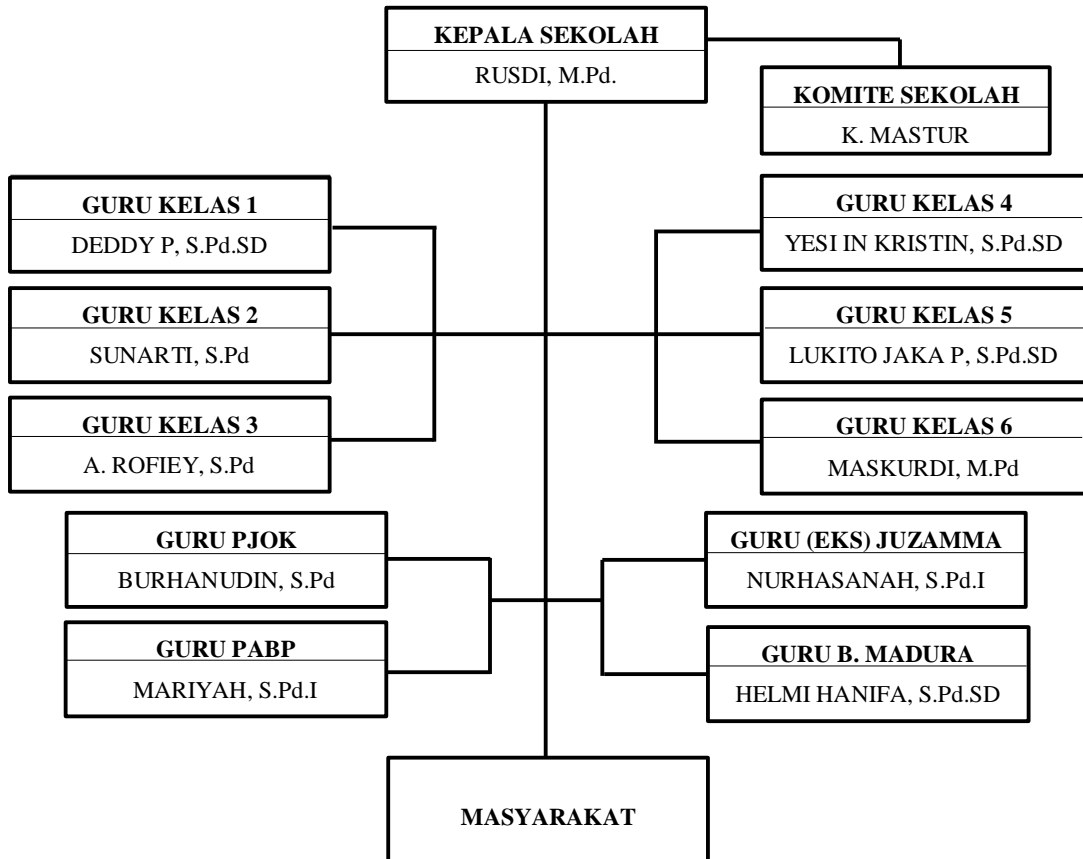 KEPALA SEKOLAH
RUSDI, M.Pd.
KOMITE SEKOLAH
K. MASTUR
GURU KELAS 1
DEDDY P, S.Pd.SD
GURU KELAS 2
SUNARTI, S.Pd
GURU KELAS 3
A. ROFIEY, S.Pd
GURU KELAS 4
YESI IN KRISTIN, S.Pd.SD
GURU KELAS 5
LUKITO JAKA P, S.Pd.SD
GURU KELAS 6
MASKURDI, M.Pd
GURU PJOK
BURHANUDIN, S.Pd
GURU PABP
MARIYAH, S.Pd.I
GURU (EKS) JUZAMMA
NURHASANAH, S.Pd.I
GURU B. MADURA
HELMI HANIFA, S.Pd.SD
MASYARAKAT